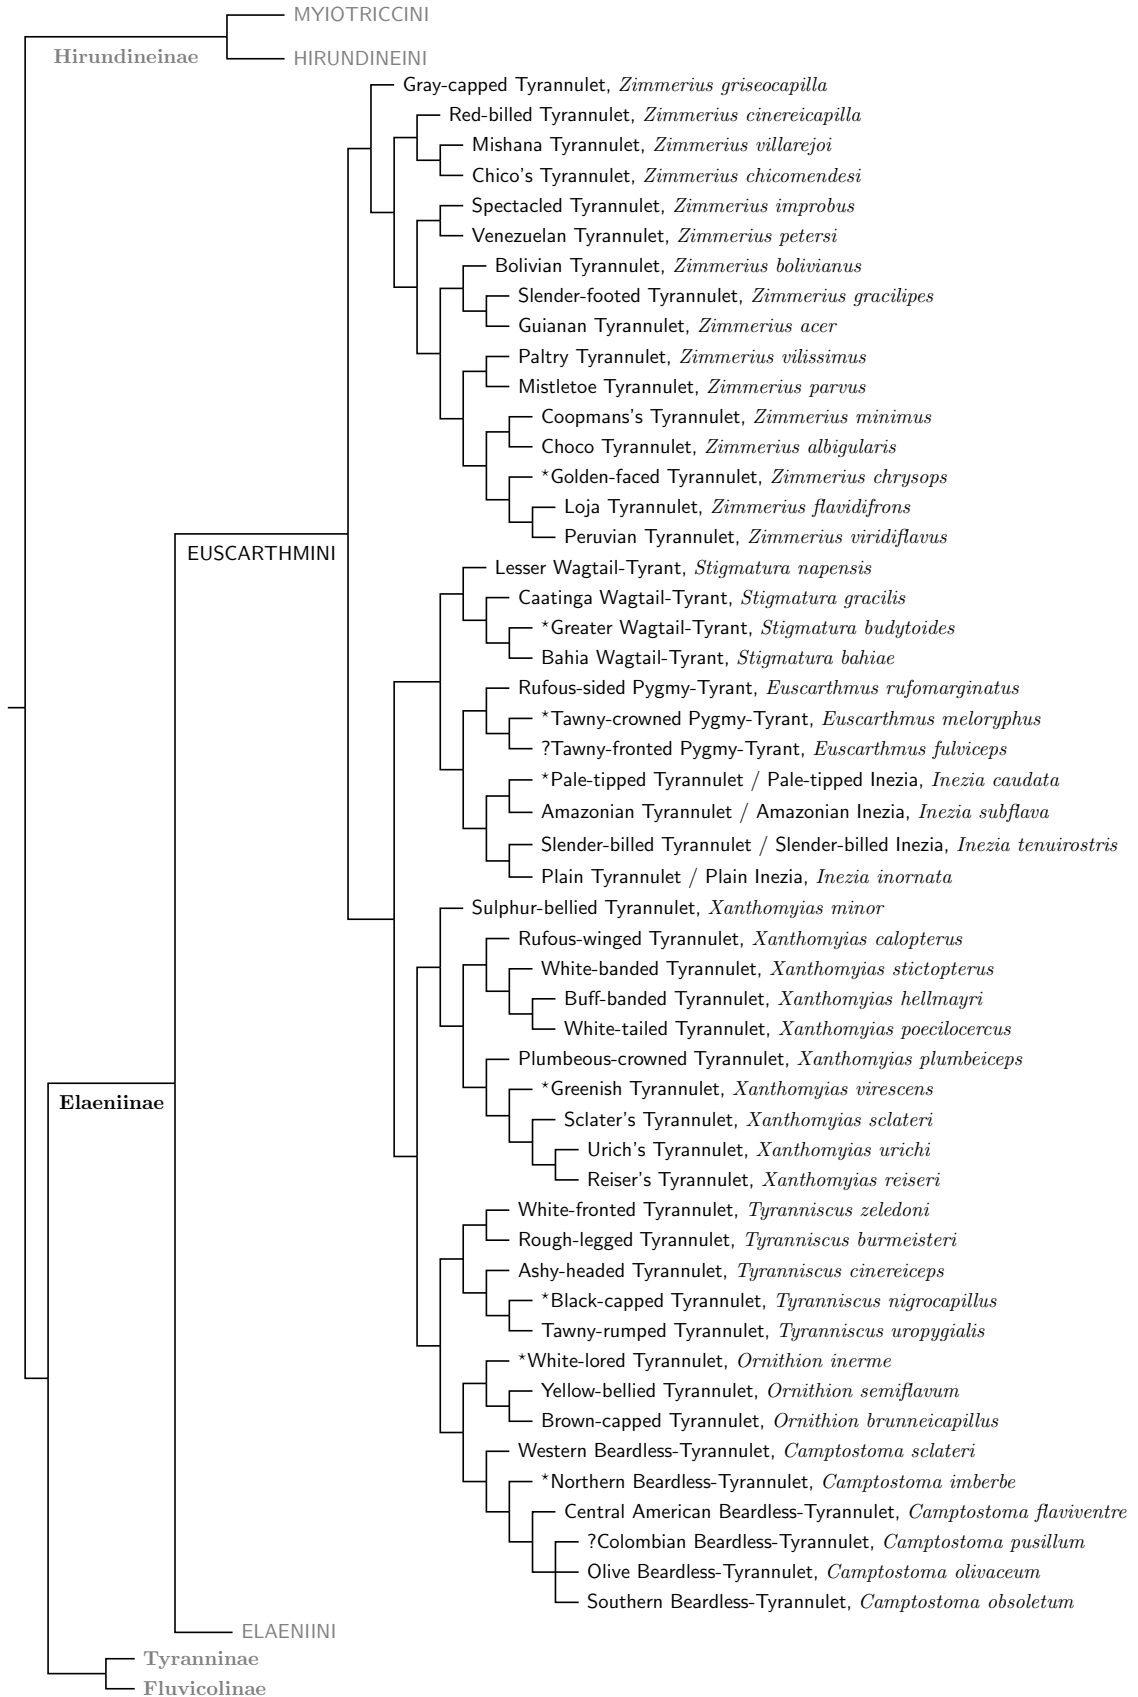 MYIOTRICCINI
Hirundineinae
HIRUNDINEINI
Gray-capped Tyrannulet, Zimmerius griseocapilla
Red-billed Tyrannulet, Zimmerius cinereicapilla
Mishana Tyrannulet, Zimmerius villarejoi
Chico's Tyrannulet, Zimmerius chicomendesi
Spectacled Tyrannulet, Zimmerius improbus
Venezuelan Tyrannulet, Zimmerius petersi
Bolivian Tyrannulet, Zimmerius bolivianus
Slender-footed Tyrannulet, Zimmerius gracilipes
Guianan Tyrannulet, Zimmerius acer
Paltry Tyrannulet, Zimmerius vilissimus
Mistletoe Tyrannulet, Zimmerius parvus
Coopmans's Tyrannulet, Zimmerius minimus
Choco Tyrannulet, Zimmerius albigularis
*Golden-faced Tyrannulet, Zimmerius chrysops
Loja Tyrannulet, Zimmerius flavidifrons
Peruvian Tyrannulet, Zimmerius viridiflavus
EUSCARTHMINI
Lesser Wagtail-Tyrant, Stigmatura napensis
Caatinga Wagtail-Tyrant, Stigmatura gracilis
*Greater Wagtail-Tyrant, Stigmatura budytoides
Bahia Wagtail-Tyrant, Stigmatura bahiae
Rufous-sided Pygmy-Tyrant, Euscarthmus rufomarginatus
*Tawny-crowned Pygmy-Tyrant, Euscarthmus meloryphus
?Tawny-fronted Pygmy-Tyrant, Euscarthmus fulviceps
*Pale-tipped Tyrannulet / Pale-tipped Inezia, Inezia caudata
Amazonian Tyrannulet / Amazonian Inezia, Inezia subflava
Slender-billed Tyrannulet / Slender-billed Inezia, Inezia tenuirostris
Plain Tyrannulet / Plain Inezia, Inezia inornata
Sulphur-bellied Tyrannulet, Xanthomyias minor
Rufous-winged Tyrannulet, Xanthomyias calopterus
White-banded Tyrannulet, Xanthomyias stictopterus
Buff-banded Tyrannulet, Xanthomyias hellmayri
White-tailed Tyrannulet, Xanthomyias poecilocercus
Plumbeous-crowned Tyrannulet, Xanthomyias plumbeiceps
*Greenish Tyrannulet, Xanthomyias virescens
Elaeniinae
Sclater's Tyrannulet, Xanthomyias sclateri
Urich's Tyrannulet, Xanthomyias urichi
Reiser's Tyrannulet, Xanthomyias reiseri
White-fronted Tyrannulet, Tyranniscus zeledoni
Rough-legged Tyrannulet, Tyranniscus burmeisteri
Ashy-headed Tyrannulet, Tyranniscus cinereiceps
*Black-capped Tyrannulet, Tyranniscus nigrocapillus
Tawny-rumped Tyrannulet, Tyranniscus uropygialis
*White-lored Tyrannulet, Ornithion inerme
Yellow-bellied Tyrannulet, Ornithion semiflavum
Brown-capped Tyrannulet, Ornithion brunneicapillus
Western Beardless-Tyrannulet, Camptostoma sclateri
*Northern Beardless-Tyrannulet, Camptostoma imberbe
Central American Beardless-Tyrannulet, Camptostoma flaviventre
?Colombian Beardless-Tyrannulet, Camptostoma pusillum
Olive Beardless-Tyrannulet, Camptostoma olivaceum
Southern Beardless-Tyrannulet, Camptostoma obsoletum
ELAENIINI
Tyranninae
Fluvicolinae